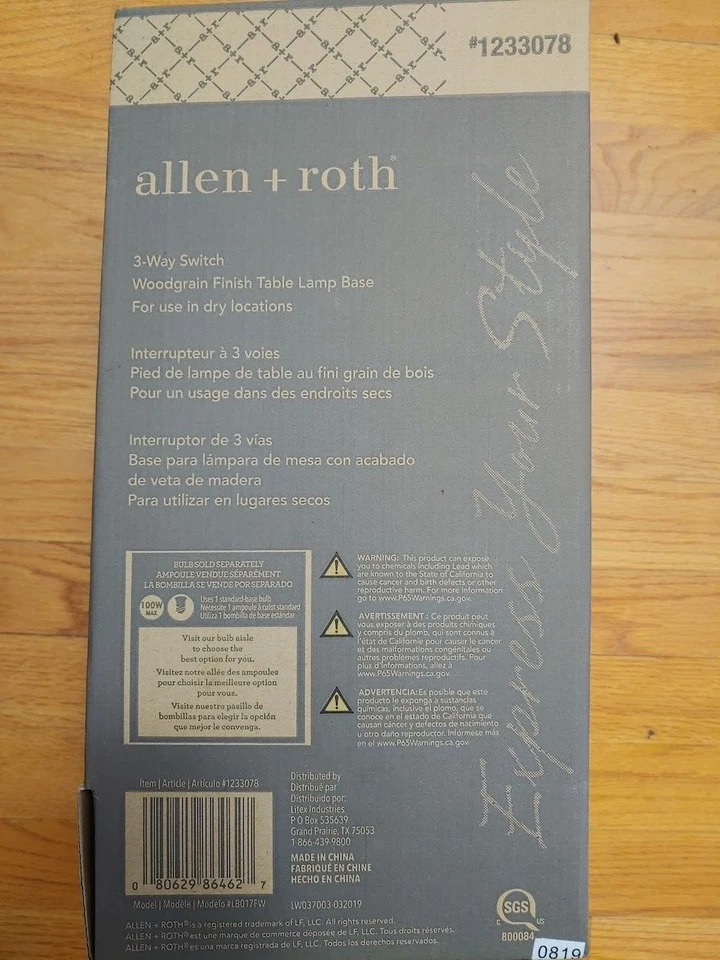 #1233078
allen + roth®
3-Way Switch
Woodgrain Finish Table Lamp Base
For use in dry locations
Interrupteur à 3 voies
Pied de lampe de table au fini grain de bois
Pour un usage dans des endroits secs
Interruptor de 3 vías
Base para lámpara de mesa con acabado
de veta de madera
Para utilizar en lugares secos
Express Your Style
BULB SOLD SEPARATELY
AMPOULE VENDUE SÉPARÉMENT
LA BOMBILLA SE VENDE POR SEPARADO
100W
MAX
Uses 1 standard-base bulb
Nécessite 1 ampoule à culot standard
Utiliza 1 bombilla de base estándar
Visit our bulb aisle
to choose the
best option for you.
Visitez notre allée des ampoules
pour choisir la meilleure option
pour vous.
Visite nuestro pasillo de
bombillas para elegir la opción
que mejor le convenga.
WARNING: This product can expose
you to chemicals including Lead which
are known to the State of California to
cause cancer and birth defects or other
reproductive harm. For more information
go to www.P65Warnings.ca.gov.
AVERTISSEMENT : Ce produit peut
vous exposer à des produits chimiques
y compris du plomb, qui sont connus à
l'état de Californie pour causer le cancer
et des malformations congénitales ou
autres problèmes reproductifs. Pour
plus d'informations, allez à
www.P65Warnings.ca.gov.
ADVERTENCIA: Es posible que este
producto le exponga a sustancias
químicas, inclusive el plomo, que se
conoce en el estado de California que
causan cáncer y defectos de nacimiento
u otro daño reproductor. Infórmese más
en el www.P65Warnings.ca.gov
Item | Article | Artículo #1233078
0 80629 86462 7
Model | Modèle | Modelo #LB017FW
Distributed by
Distribué par
Distribuido por:
Litex Industries
P O Box 535639
Grand Prairie, TX 75053
1-866-439-9800
MADE IN CHINA
FABRIQUÉ EN CHINE
HECHO EN CHINA
LW037003-032019
SGS
C US
800084
0819
ALLEN + ROTH® is a registered trademark of LF, LLC. All rights reserved.
ALLEN + ROTH® est une marque de commerce déposée de LF, LLC. Tous droits réservés.
ALLEN + ROTH® es una marca registrada de LF, LLC. Todos los derechos reservados.